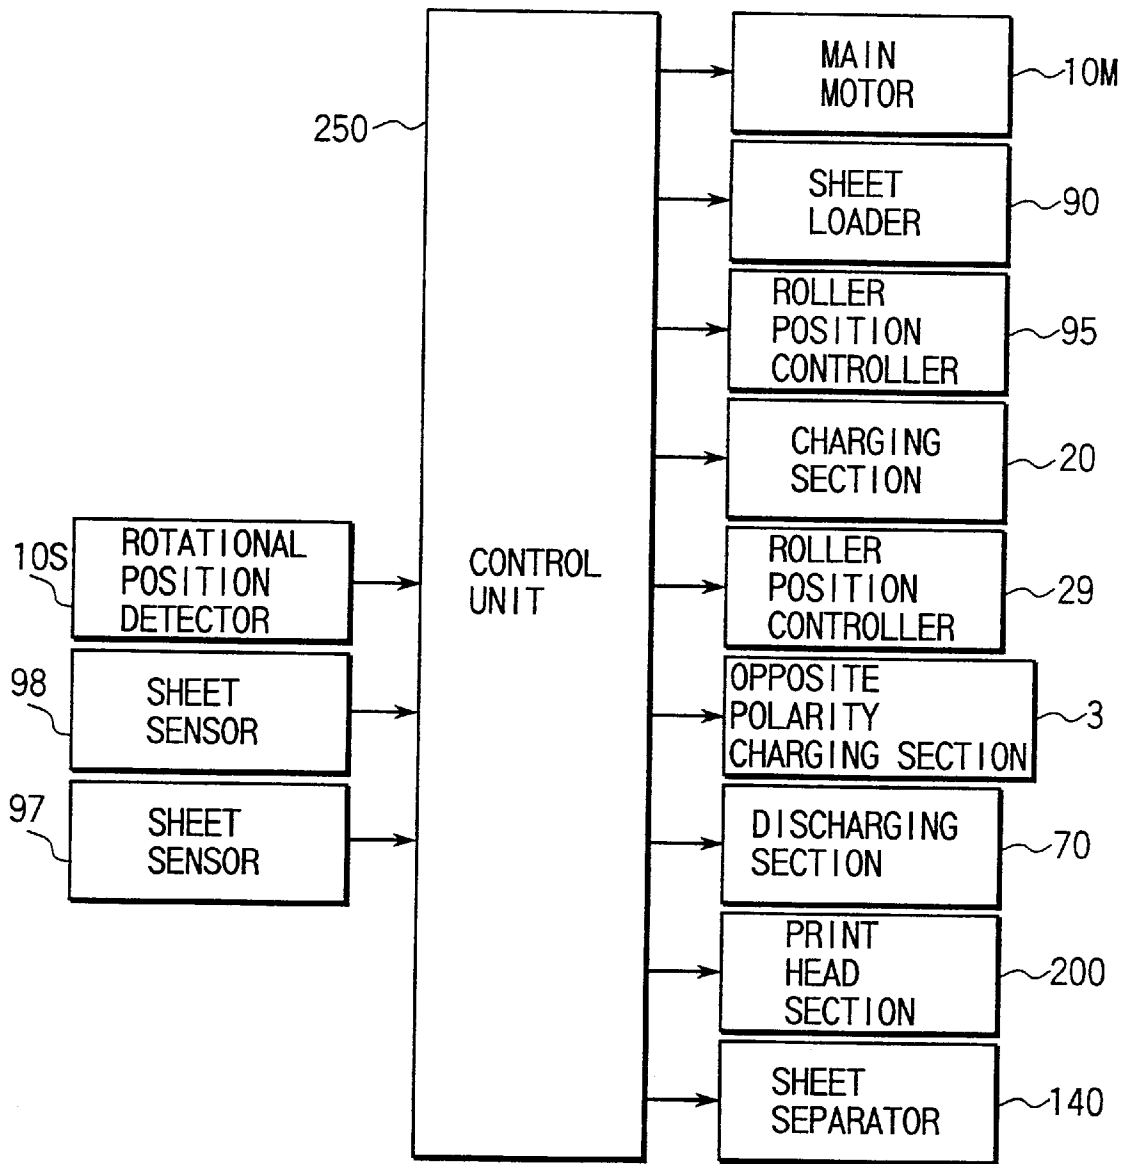 250
CONTROL
UNIT
10S
ROTATIONAL
POSITION
DETECTOR
98
SHEET
SENSOR
97
SHEET
SENSOR
MAIN
MOTOR
10M
SHEET
LOADER
90
ROLLER
POSITION
CONTROLLER
95
CHARGING
SECTION
20
ROLLER
POSITION
CONTROLLER
29
OPPOSITE
POLARITY
CHARGING SECTION
3
DISCHARGING
SECTION
70
PRINT
HEAD
SECTION
200
SHEET
SEPARATOR
140